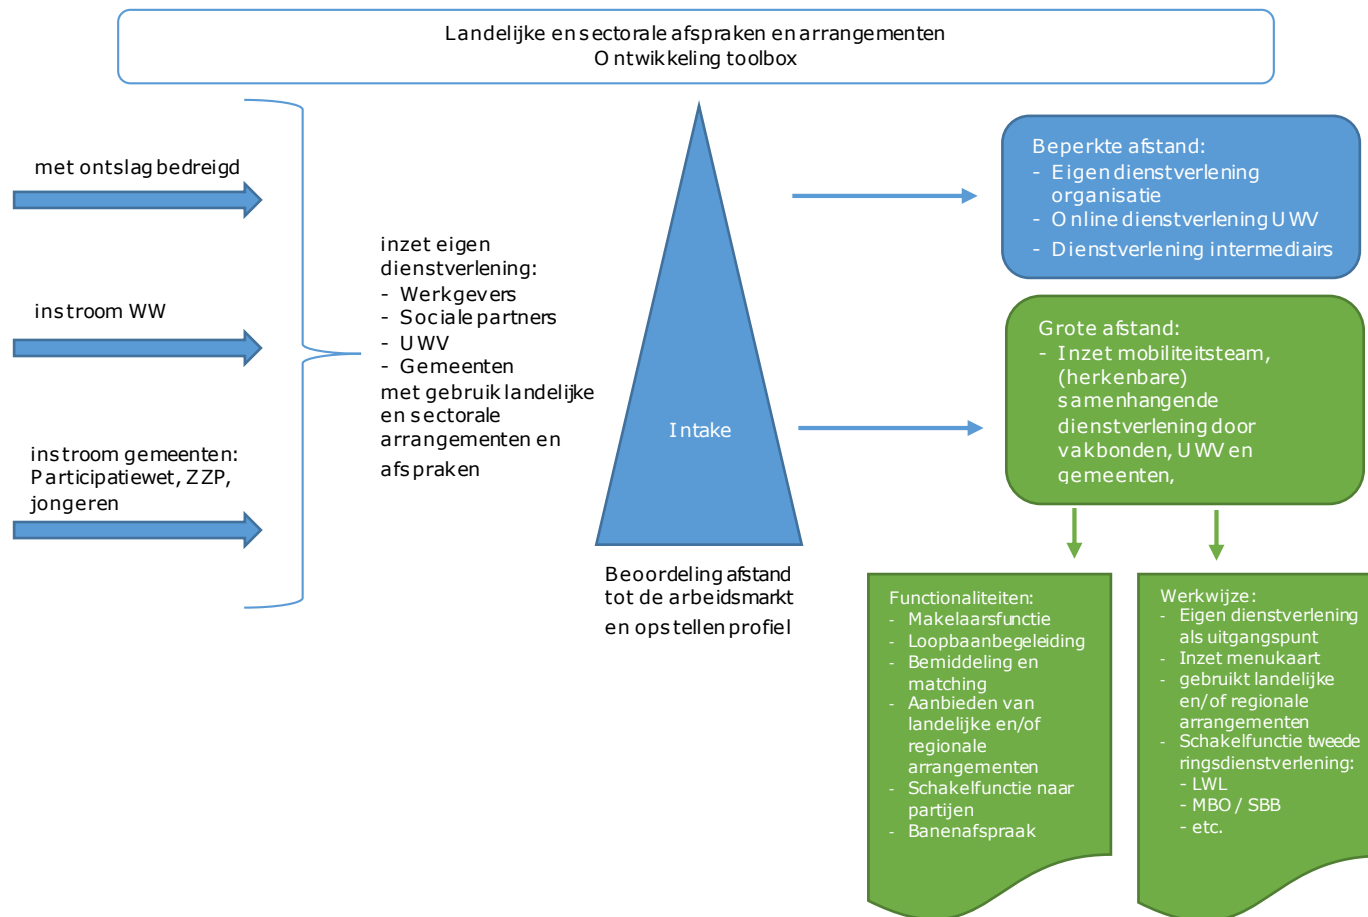 Landelijke en sectorale afspraken en arrangementen
Ontwikkeling toolbox
met ontslag bedreigd
instroom WW
instroom gemeenten:
Participatiewet, ZZP,
jongeren
inzet eigen
dienstverlening:
- Werkgevers
- Sociale partners
- UWV
- Gemeenten
met gebruik landelijke
en sectorale
arrangementen en
afspraken
Intake
Beoordeling afstand
tot de arbeidsmarkt
en opstellen profiel
Beperkte afstand:
- Eigen dienstverlening
organisatie
- Online dienstverlening UWV
- Dienstverlening intermediairs
Grote afstand:
- Inzet mobiliteitsteam,
(herkenbare)
samenhangende
dienstverlening door
vakbonden, UWV en
gemeenten,
Functionaliteiten:
- Makelaarsfunctie
- Loopbaanbegeleiding
- Bemiddeling en
matching
- Aanbieden van
landelijke en/of
regionale
arrangementen
- Schakelfunctie naar
partijen
- Banenafspraak
Werkwijze:
- Eigen dienstverlening
als uitgangspunt
- Inzet menukaart
- gebruikt landelijke
en/of regionale
arrangementen
- Schakelfunctie tweede
ringsdienstverlening:
- LWL
- MBO / SBB
- etc.